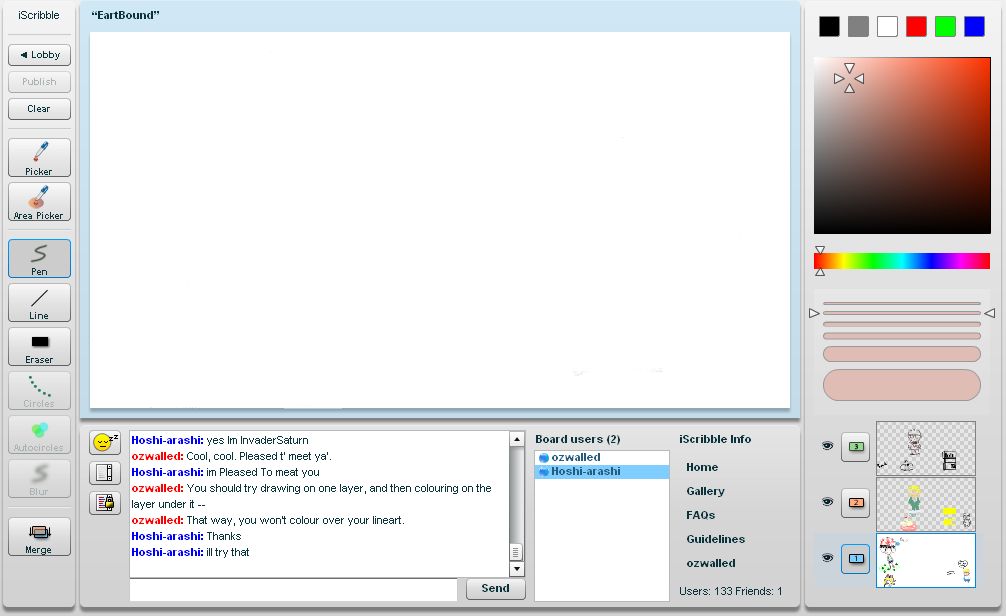 iScribble
“EartBound”
◄ Lobby
Publish
Clear
Picker
Area Picker
Pen
Line
Eraser
Circles
Autocircles
Blur
Merge
Hoshi-arashi: yes Im InvaderSaturn
ozwalled: Cool, cool. Pleased t' meet ya'.
Hoshi-arashi: im Pleased To meat you
ozwalled: You should try drawing on one layer, and then colouring on the
layer under it --
ozwalled: That way, you won't colour over your lineart.
Hoshi-arashi: Thanks
Hoshi-arashi: ill try that
Send
Board users (2)
ozwalled
Hoshi-arashi
iScribble Info
Home
Gallery
FAQs
Guidelines
ozwalled
Users: 133 Friends: 1
3
2
1